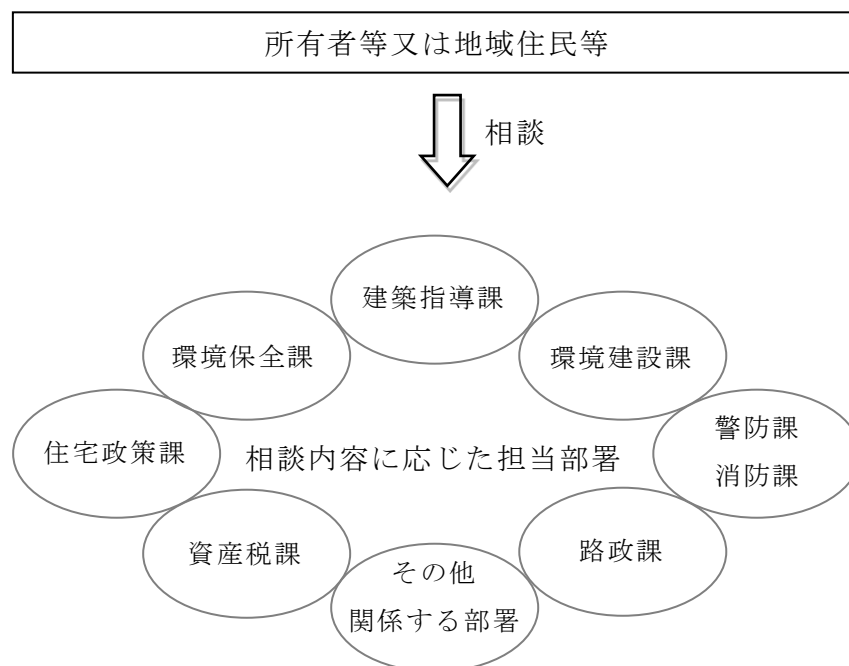 所有者等又は地域住民等
相談
建築指導課
環境保全課
環境建設課
住宅政策課
相談内容に応じた担当部署
警防課
消防課
資産税課
路政課
その他
関係する部署